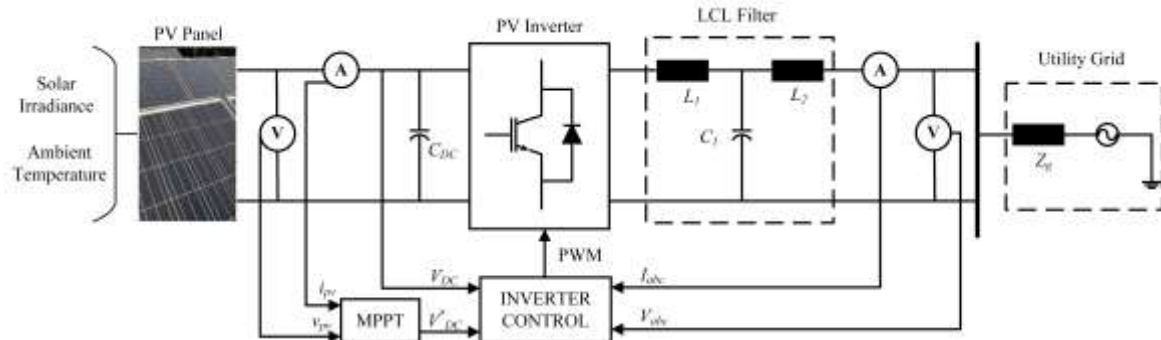 PV Panel
PV Inverter
LCL Filter
Utility Grid
Solar
Irradiance
Ambient
Temperature
A
V
C_DC
L_1
L_2
C_f
A
V
Z_g
PWM
V_DC
I_abc
i_pv
v_pv
MPPT
V*_DC
INVERTER
CONTROL
V_abc